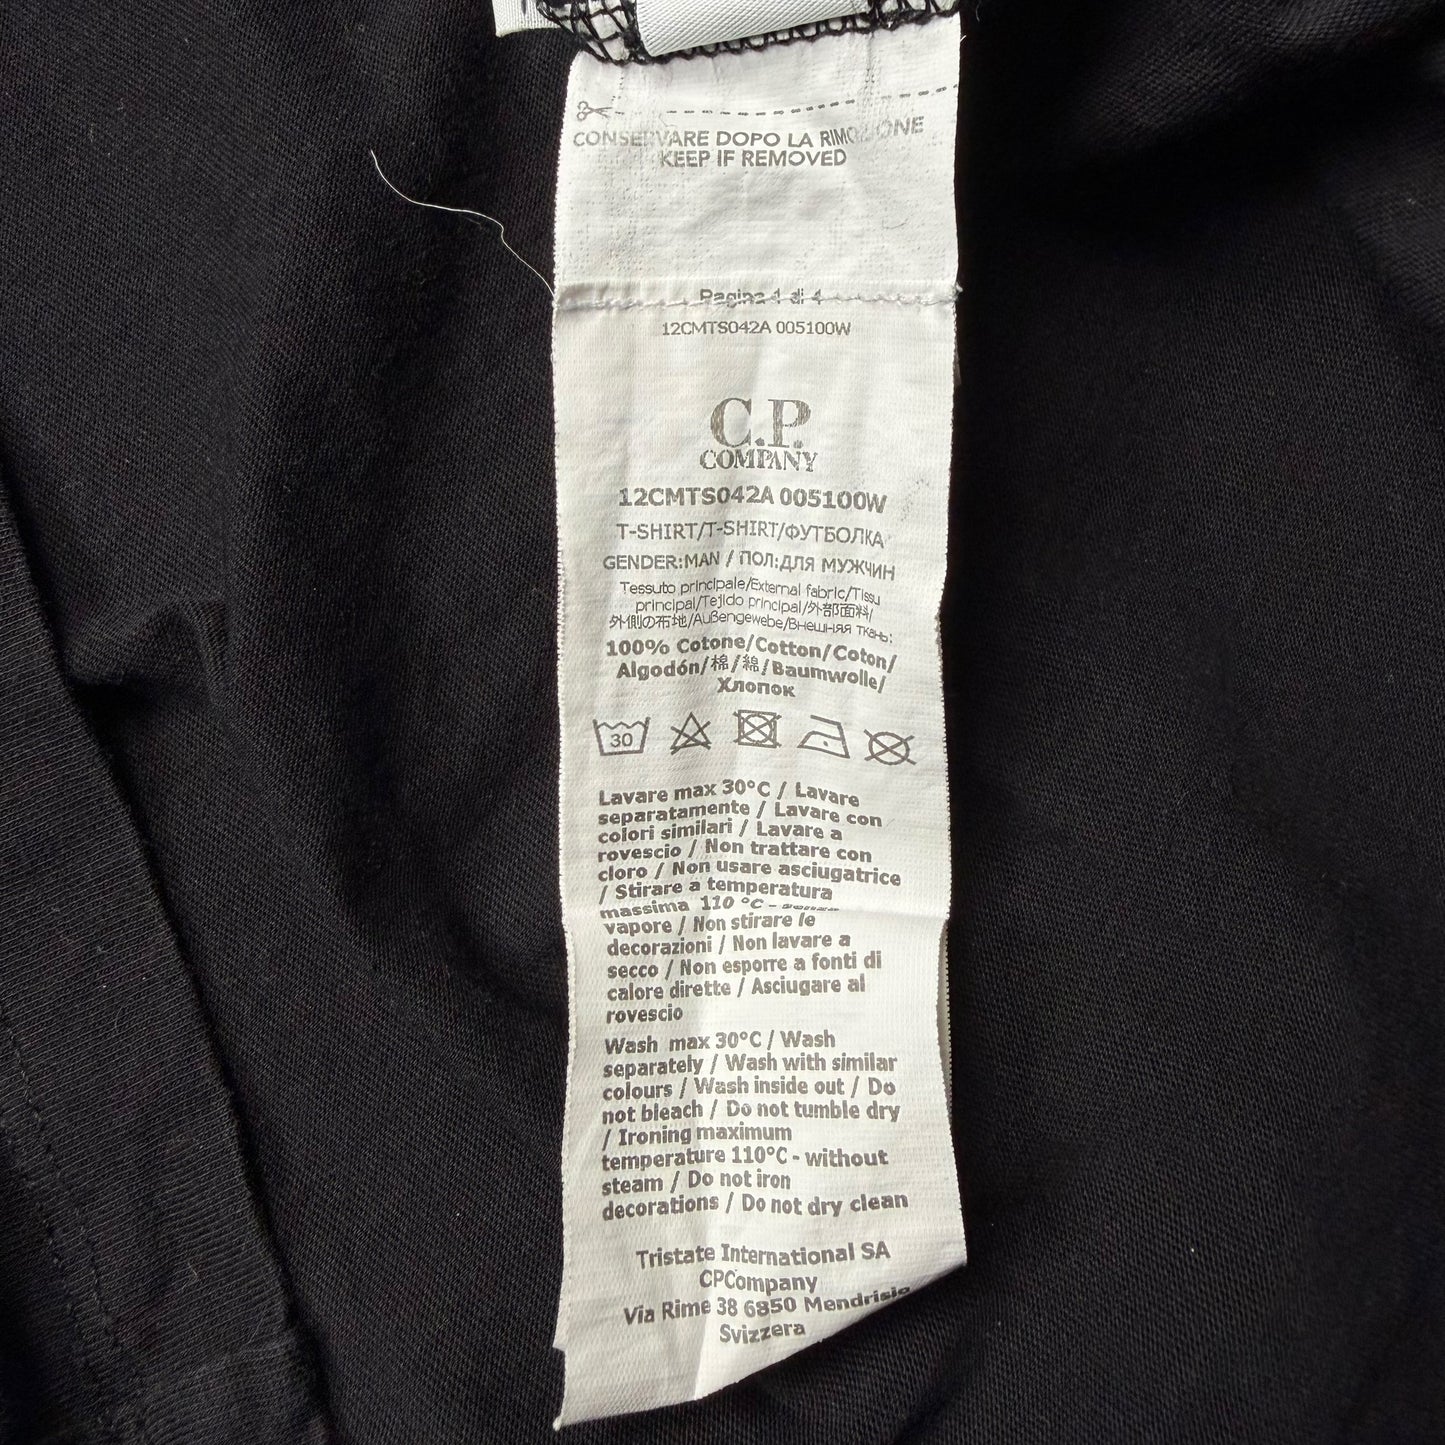 CONSERVARE DOPO LA RIMOZIONE
KEEP IF REMOVED
Pagina 1 di 4
12CMTS042A 005100W
C.P.
COMPANY
12CMTS042A 005100W
T-SHIRT/T-SHIRT/ФУТБОЛКА
GENDER:MAN / ПОЛ:ДЛЯ МУЖЧИН
Tessuto principale/External fabric/Tissu
principal/Tejido principal/外部面料/
外側の布地/Außengewebe/Внешняя ткань:
100% Cotone/Cotton/Coton/
Algodón/棉/綿/Baumwolle/
Хлопок
30
Lavare max 30°C / Lavare
separatamente / Lavare con
colori similari / Lavare a
rovescio / Non trattare con
cloro / Non usare asciugatrice
/ Stirare a temperatura
massima 110 °C -
vapore / Non stirare le
decorazioni / Non lavare a
secco / Non esporre a fonti di
calore dirette / Asciugare al
rovescio
Wash max 30°C / Wash
separately / Wash with similar
colours / Wash inside out / Do
not bleach / Do not tumble dry
/ Ironing maximum
temperature 110°C - without
steam / Do not iron
decorations / Do not dry clean
Tristate International SA
CPCompany
Via Rime 38 6850 Mendrisio
Svizzera